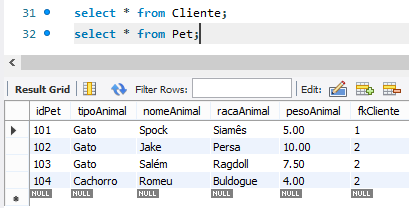 31 select * from Cliente;
32 select * from Pet;
Result Grid Filter Rows: Edit:
idPet tipoAnimal nomeAnimal racaAnimal pesoAnimal fkCliente
101 Gato Spock Siamês 5.00 1
102 Gato Jake Persa 10.00 2
103 Gato Salém Ragdoll 7.50 2
104 Cachorro Romeu Buldogue 4.00 2
NULL NULL NULL NULL NULL NULL